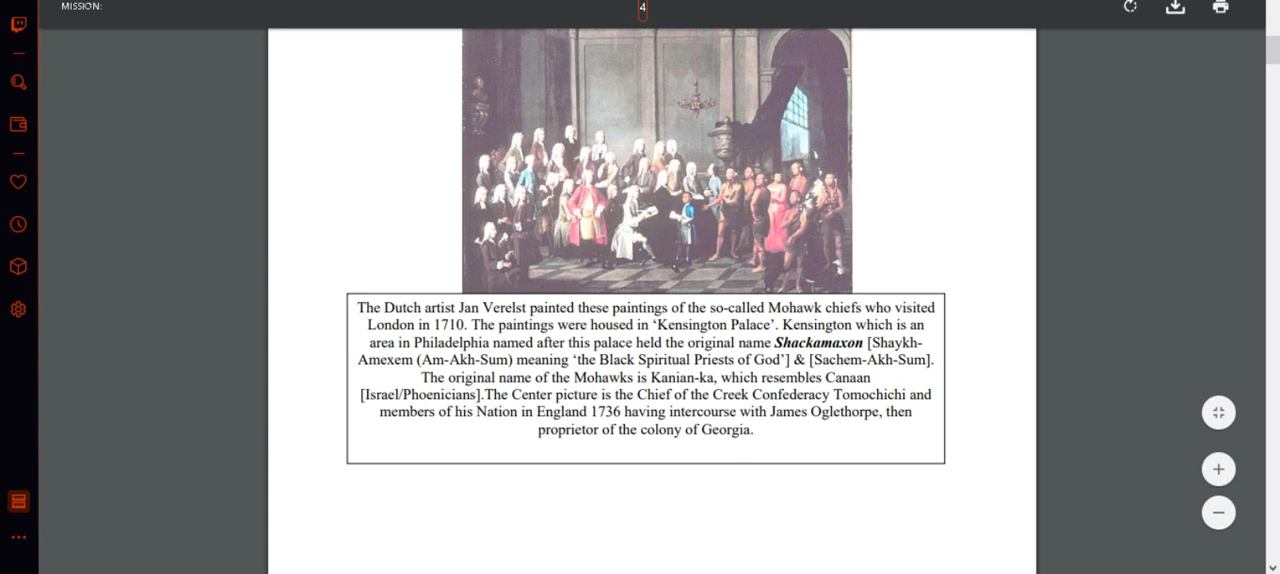 MISSION:
4
The Dutch artist Jan Verelst painted these paintings of the so-called Mohawk chiefs who visited
London in 1710. The paintings were housed in ‘Kensington Palace’. Kensington which is an
area in Philadelphia named after this palace held the original name Shackamaxon [Shaykh-
Amexem (Am-Akh-Sum) meaning ‘the Black Spiritual Priests of God’] & [Sachem-Akh-Sum].
The original name of the Mohawks is Kanian-ka, which resembles Canaan
[Israel/Phoenicians].The Center picture is the Chief of the Creek Confederacy Tomochichi and
members of his Nation in England 1736 having intercourse with James Oglethorpe, then
proprietor of the colony of Georgia.